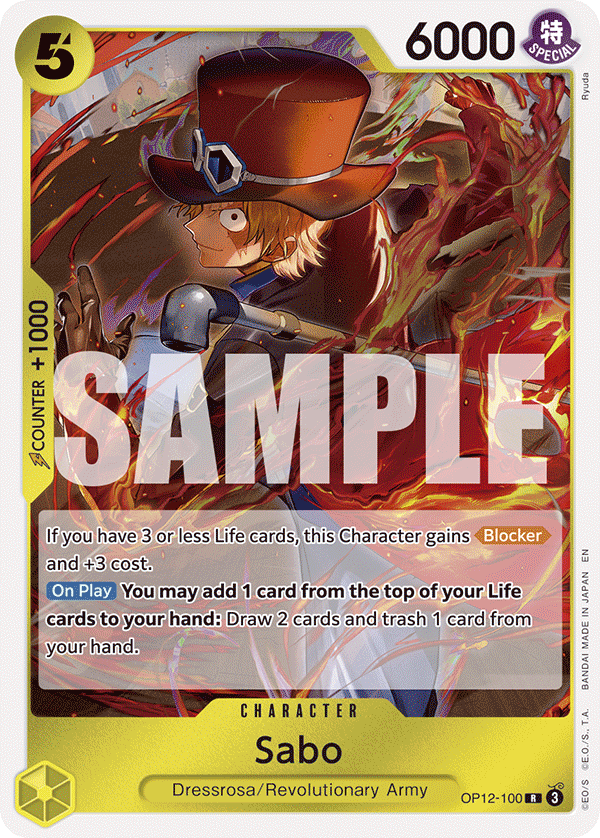 5
6000
特
SPECIAL
Ryuda
COUNTER +1000
SAMPLE
If you have 3 or less Life cards, this Character gains Blocker
and +3 cost.
On Play You may add 1 card from the top of your Life
cards to your hand: Draw 2 cards and trash 1 card from
your hand.
CHARACTER
Sabo
Dressrosa/Revolutionary Army
OP12-100 R 3
©E.O/S ©E.O./S., T.A. BANDAI MADE IN JAPAN EN